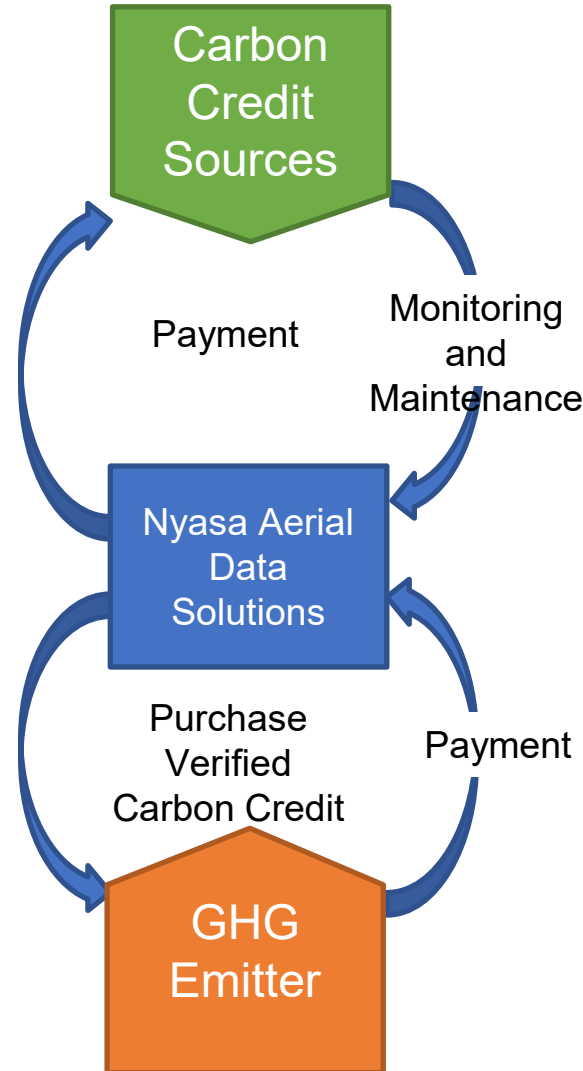 Carbon
Credit
Sources
Payment
Monitoring
and
Maintenance
Nyasa Aerial
Data
Solutions
Purchase
Verified
Carbon Credit
Payment
GHG
Emitter